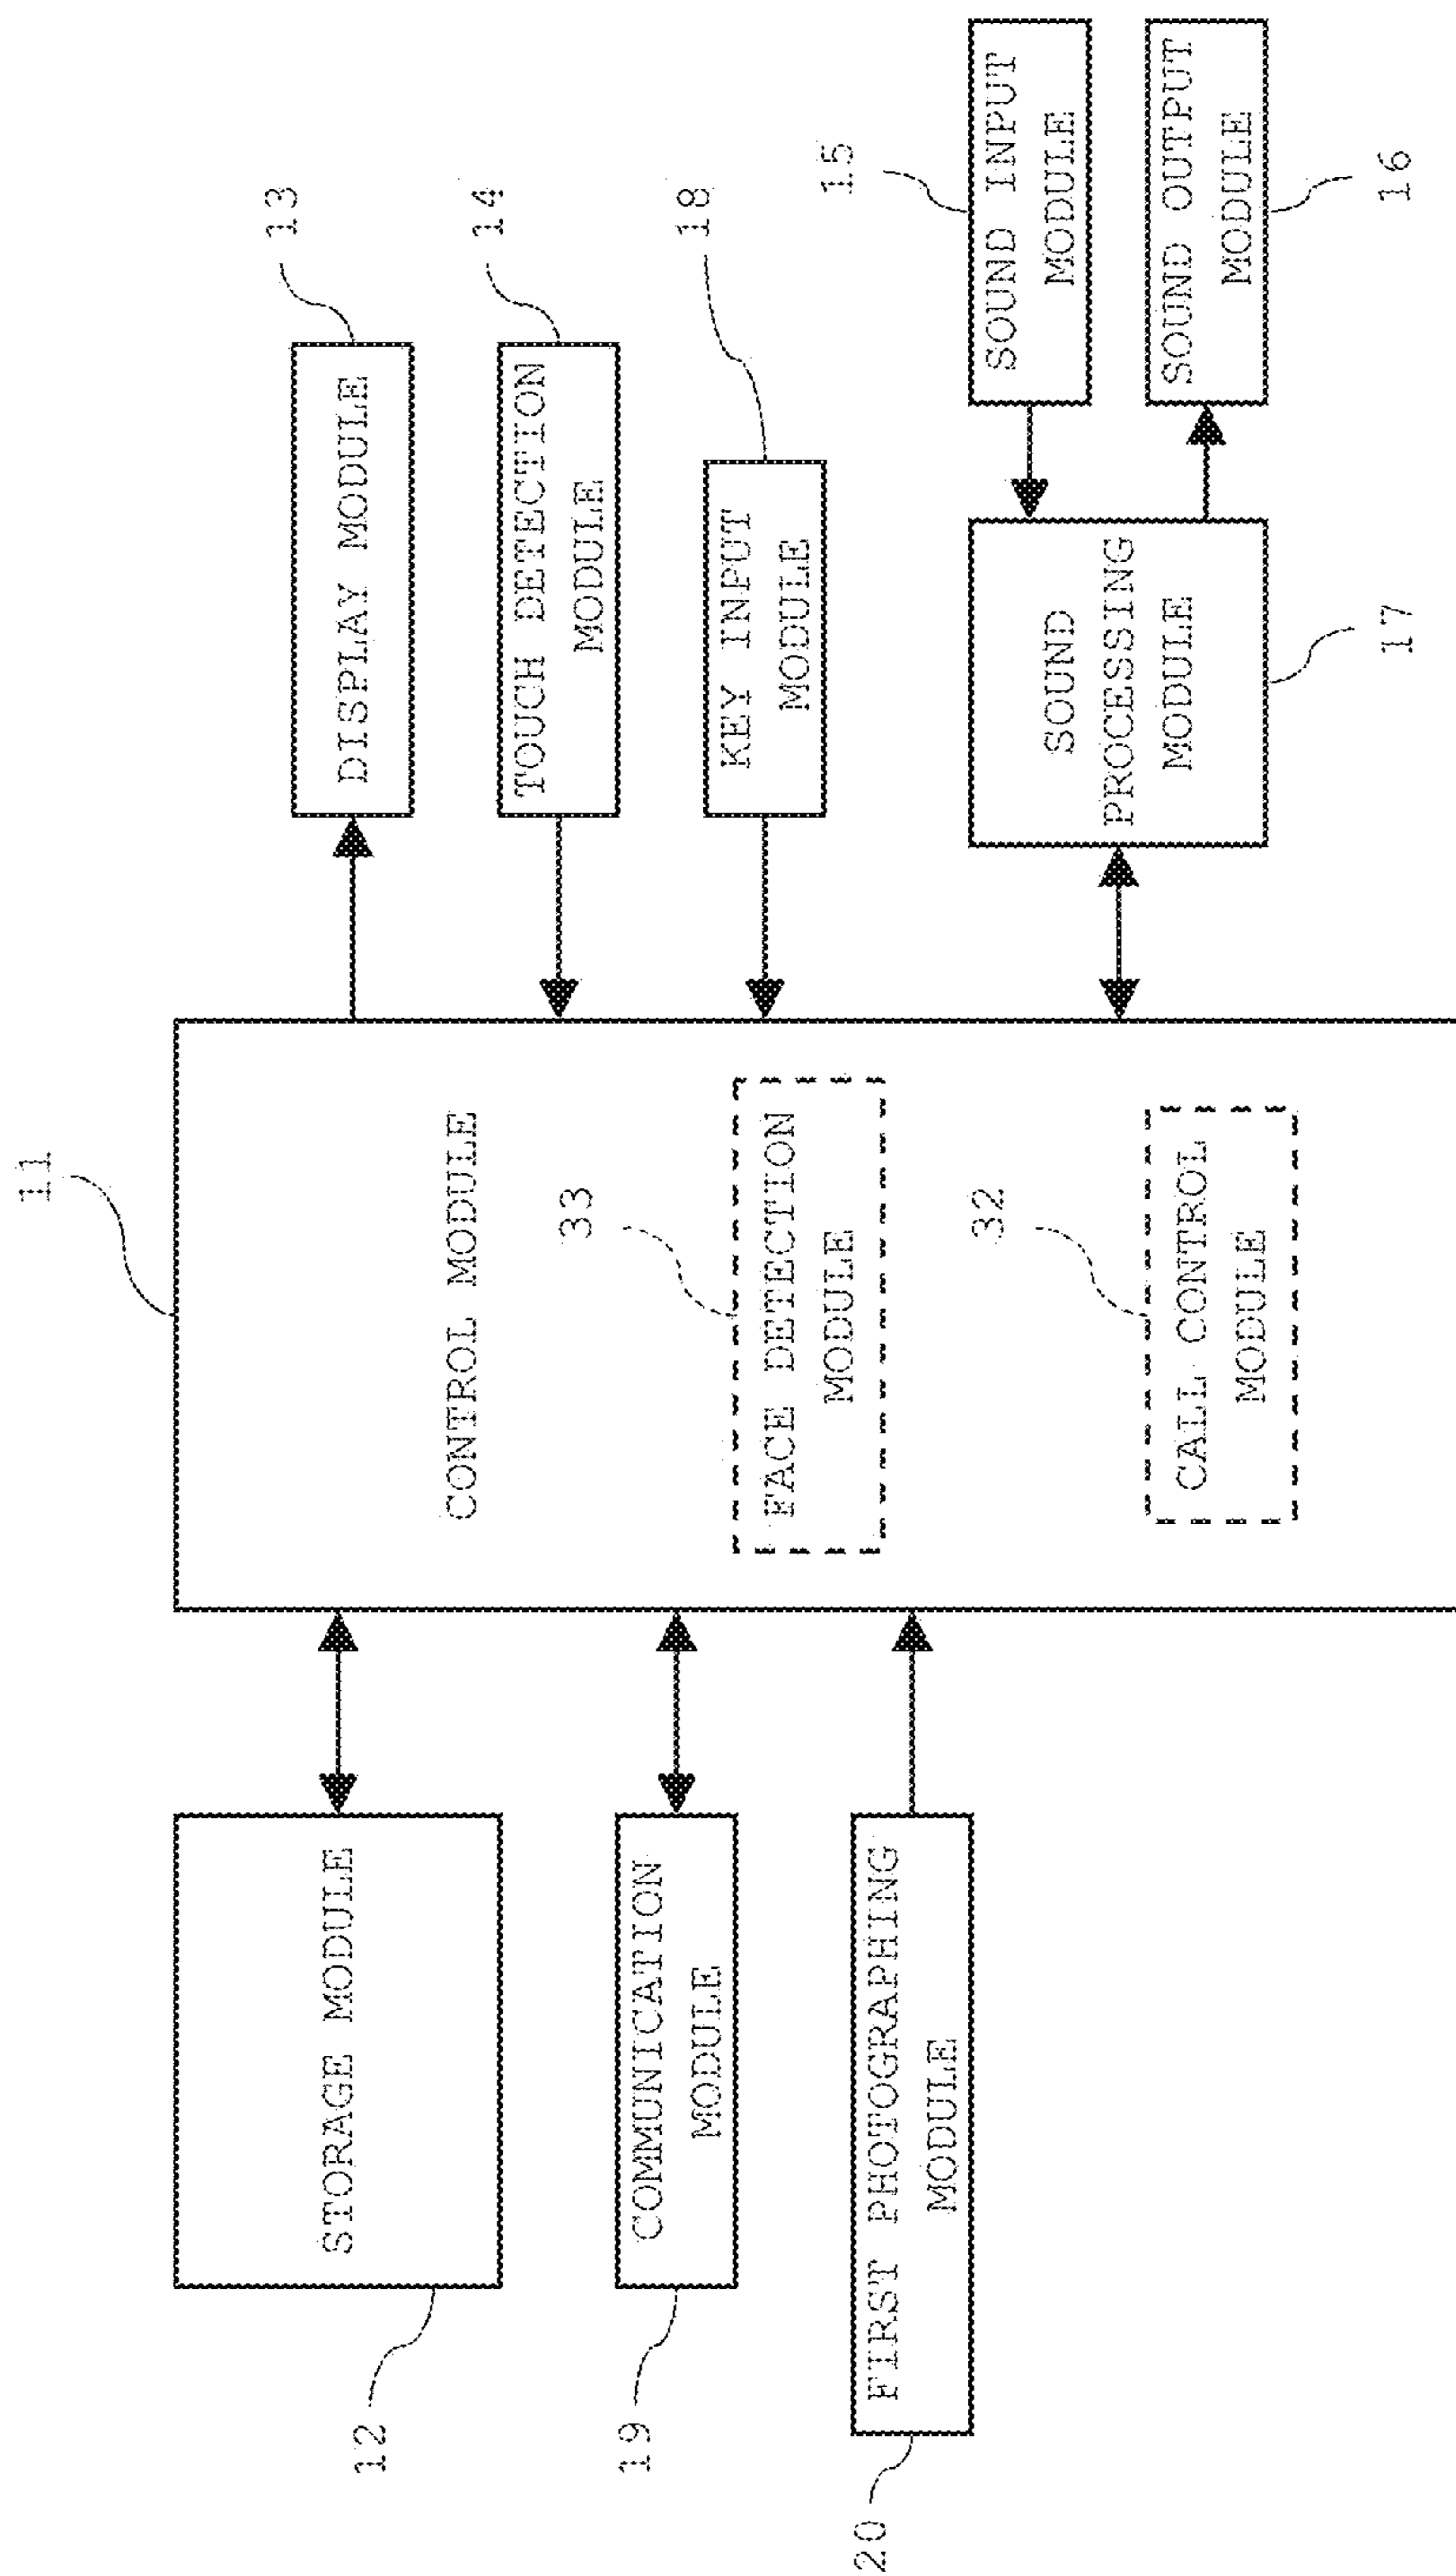 11
12
STORAGE MODULE
19
COMMUNICATION
MODULE
20
FIRST PHOTOGRAPHING
MODULE
CONTROL MODULE
33
FACE DETECTION
MODULE
32
CALL CONTROL
MODULE
13
DISPLAY MODULE
14
TOUCH DETECTION
MODULE
18
KEY INPUT
MODULE
SOUND
PROCESSING
MODULE
17
15
SOUND INPUT
MODULE
SOUND OUTPUT
MODULE
16